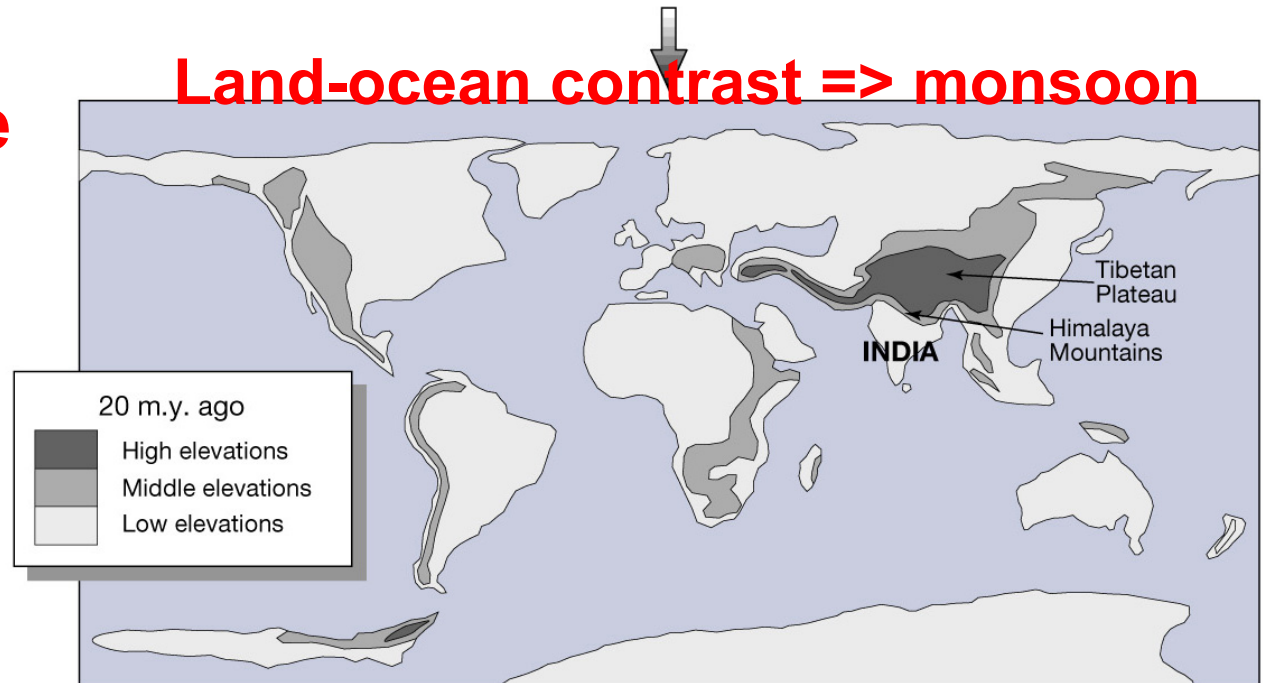 Land-ocean contrast => monsoon
e
Tibetan
Plateau
Himalaya
Mountains
INDIA
20 m.y. ago
High elevations
Middle elevations
Low elevations